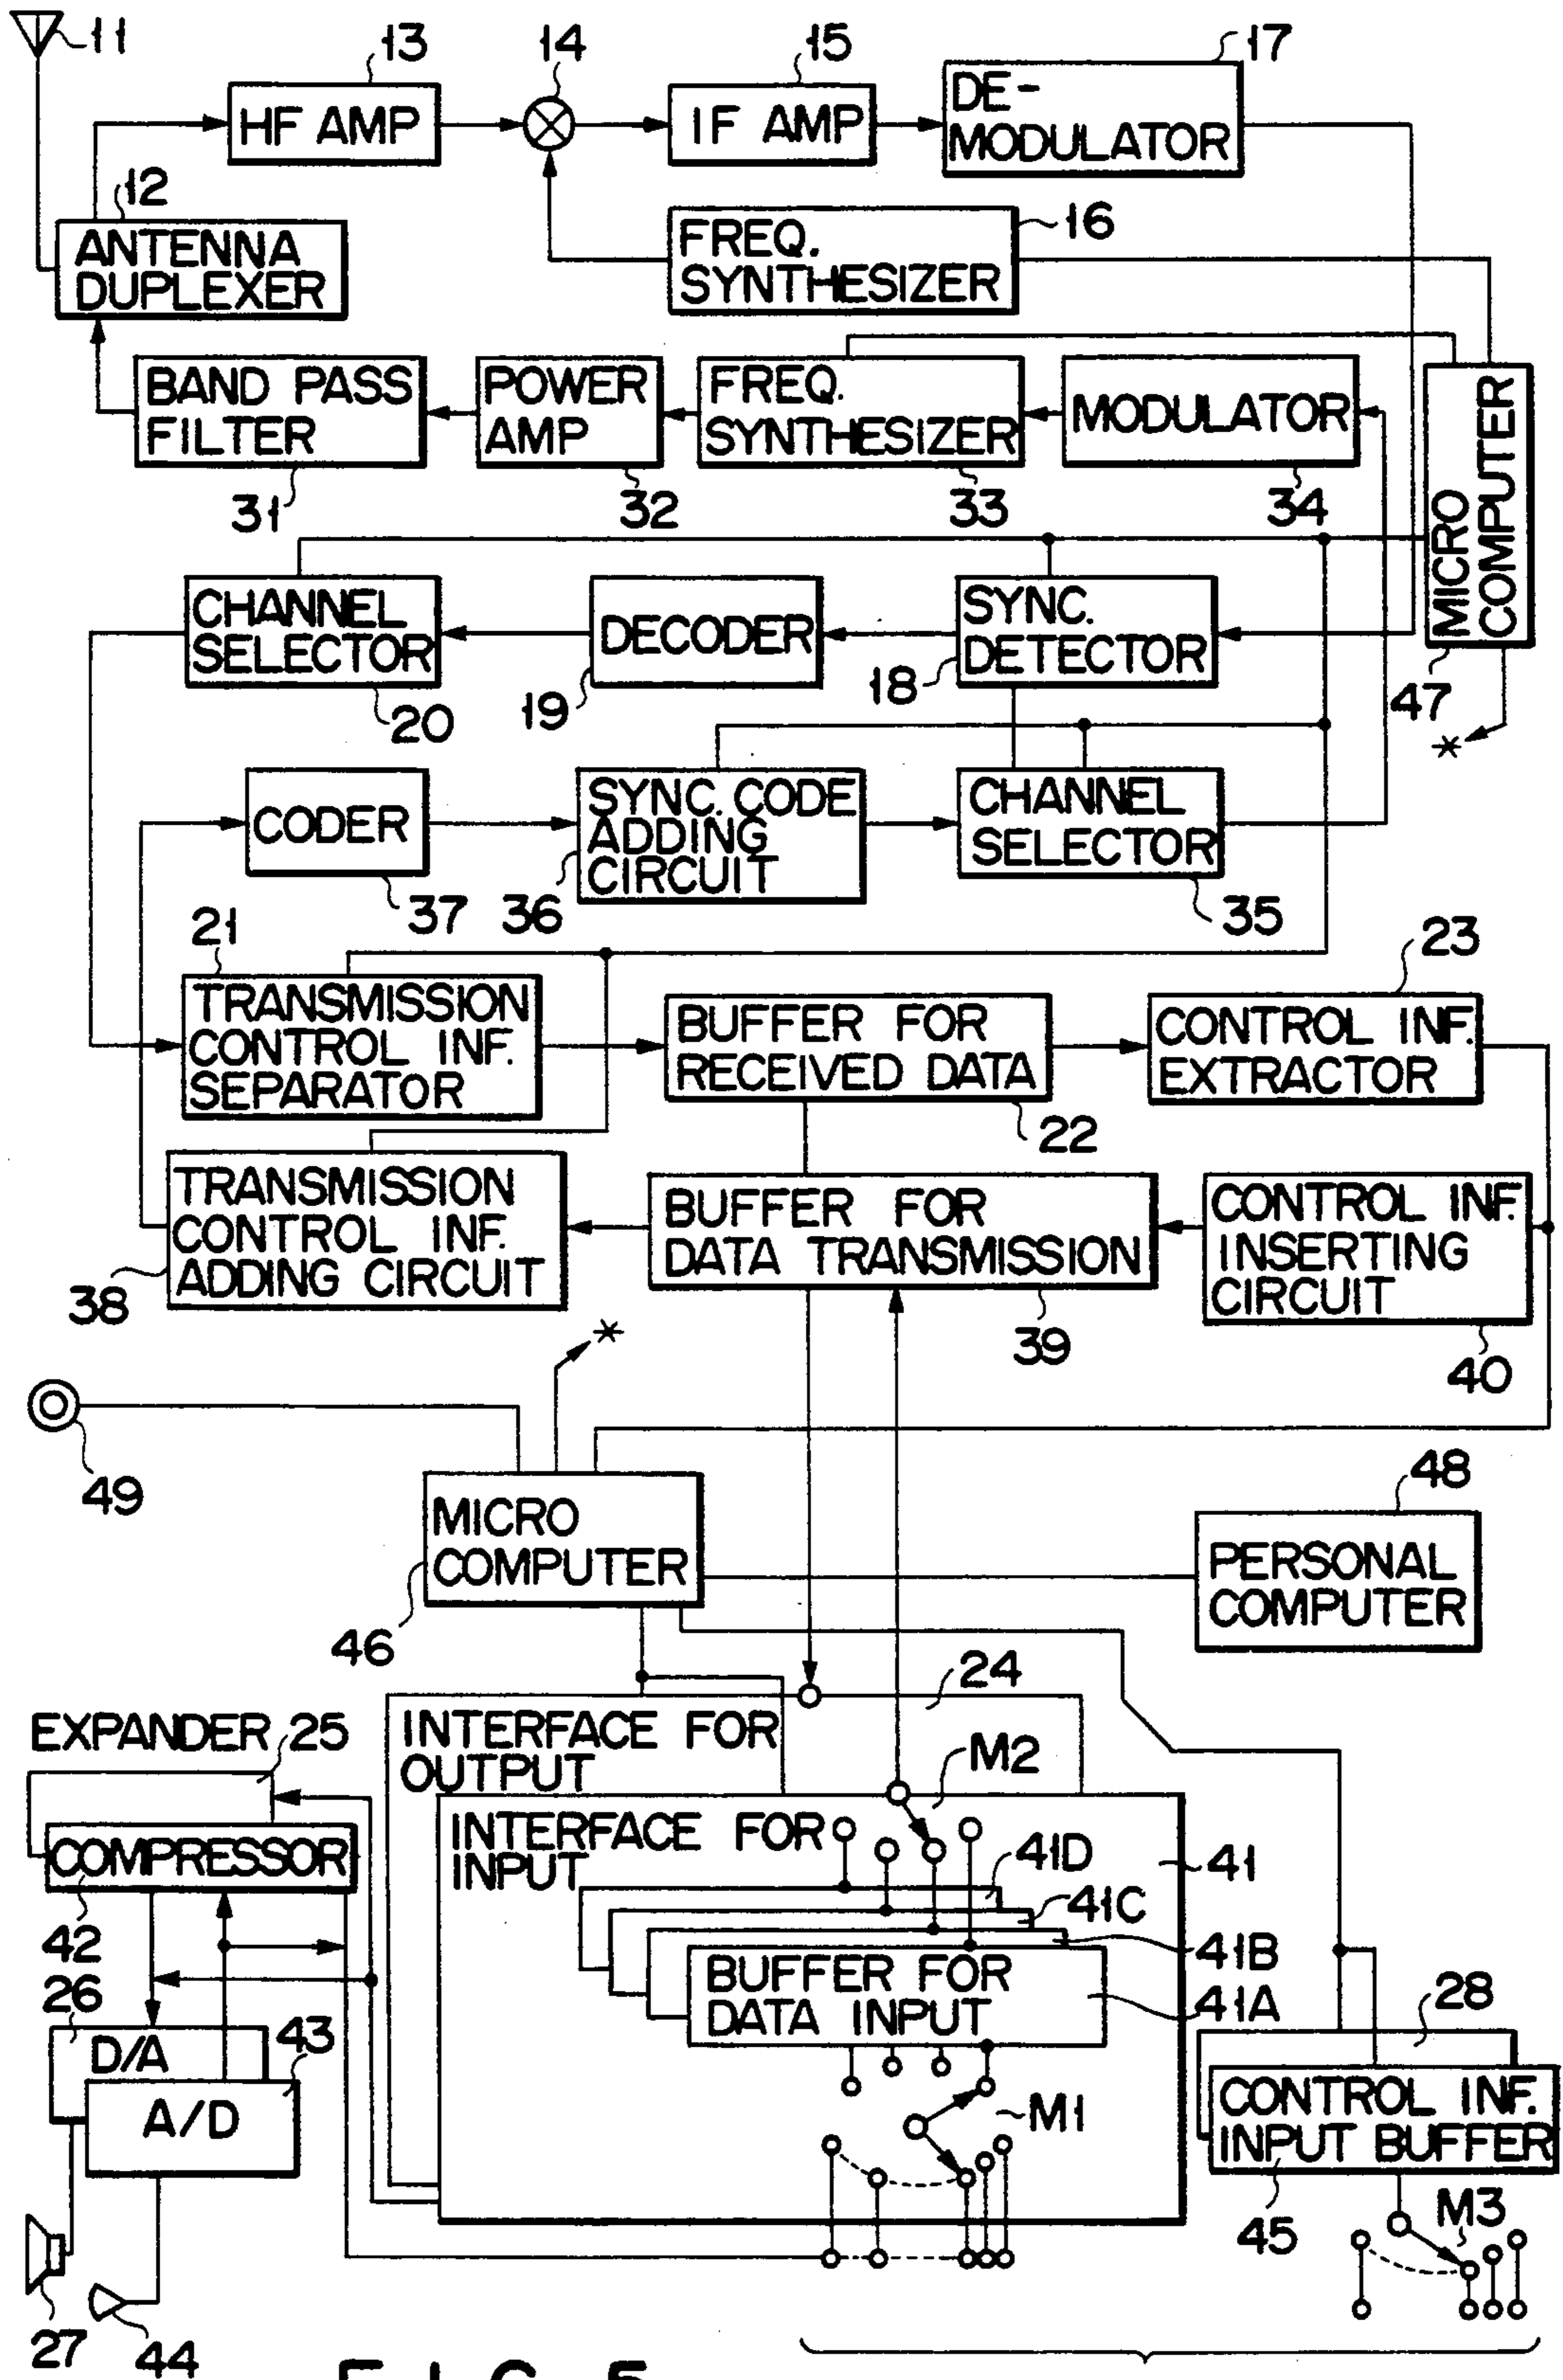 11
13
14
15
17
HF AMP
IF AMP
DE-
MODULATOR
12
ANTENNA
DUPLEXER
FREQ.
SYNTHESIZER
16
BAND PASS
FILTER
POWER
AMP
FREQ.
SYNTHESIZER
MODULATOR
MICRO
COMPUTER
31
32
33
34
CHANNEL
SELECTOR
DECODER
SYNC.
DETECTOR
20
19
18
47
*
CODER
SYNC. CODE
ADDING
CIRCUIT
CHANNEL
SELECTOR
37
36
35
21
23
TRANSMISSION
CONTROL INF.
SEPARATOR
BUFFER FOR
RECEIVED DATA
CONTROL INF.
EXTRACTOR
22
TRANSMISSION
CONTROL INF.
ADDING CIRCUIT
BUFFER FOR
DATA TRANSMISSION
CONTROL INF.
INSERTING
CIRCUIT
38
39
40
*
49
48
MICRO
COMPUTER
PERSONAL
COMPUTER
46
24
EXPANDER
25
INTERFACE FOR
OUTPUT
M2
COMPRESSOR
INTERFACE FOR
INPUT
41D
41
41C
42
41B
BUFFER FOR
DATA INPUT
41A
26
D/A
43
28
A/D
M1
CONTROL INF.
INPUT BUFFER
45
M3
27
44
FIG. 5